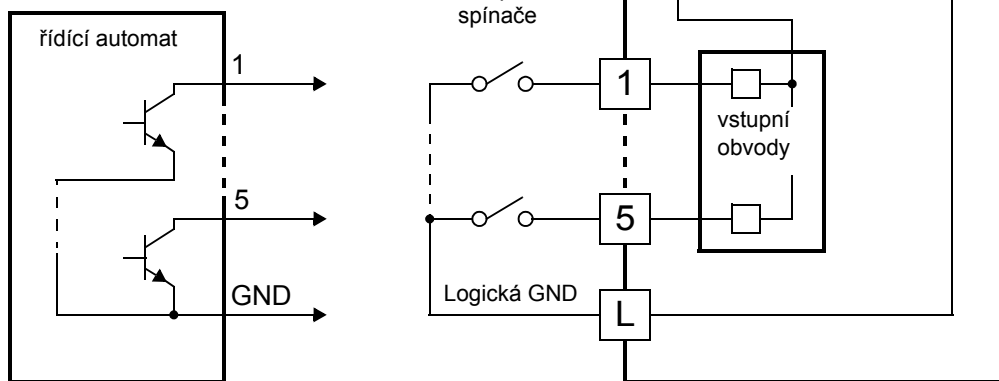 spínače
řídící automat
1
1
vstupní
obvody
5
5
GND
Logická GND
L